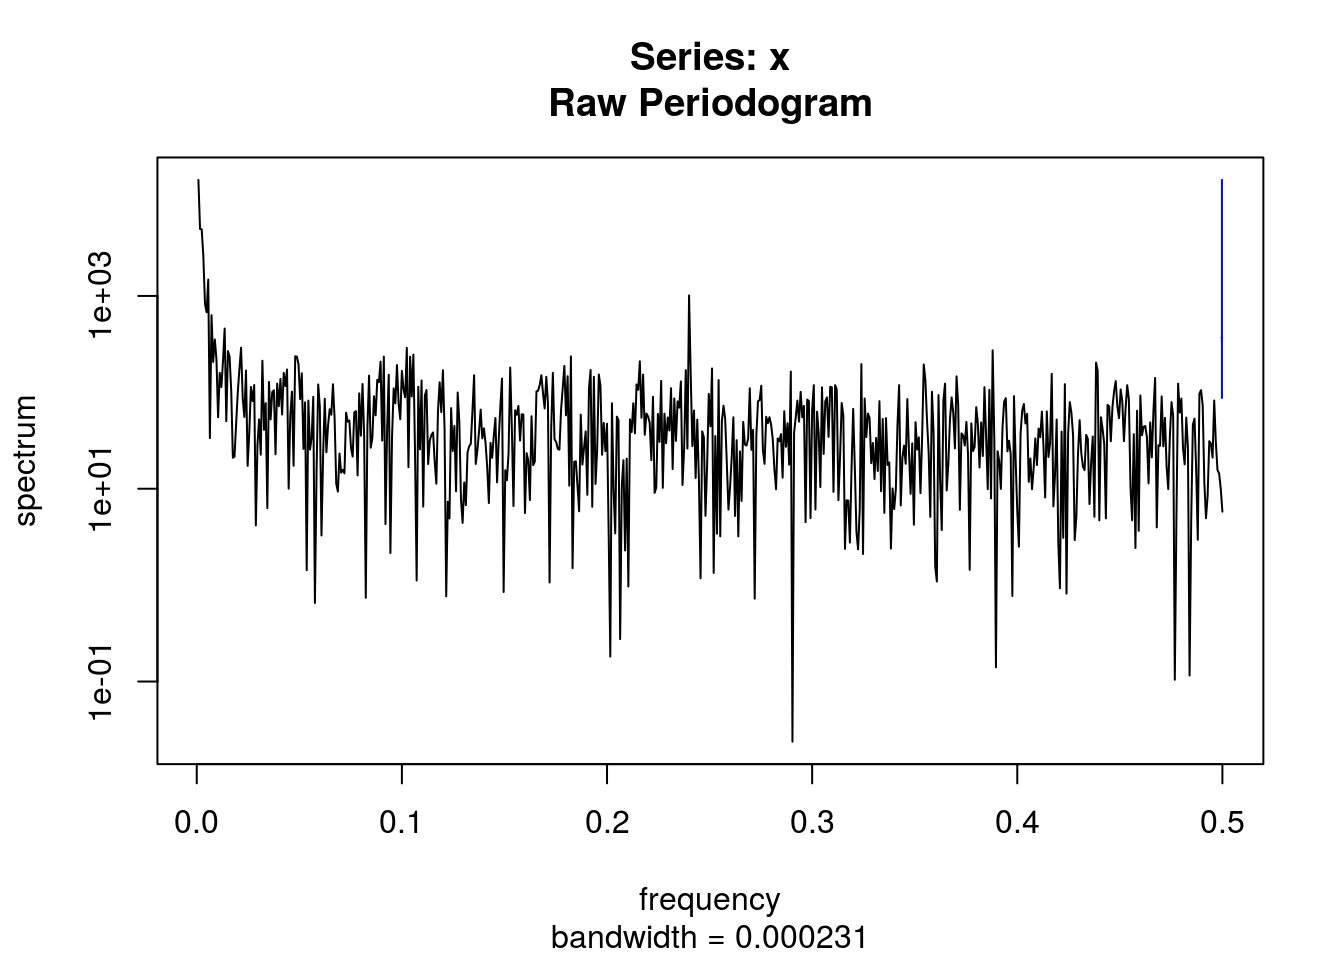 Series: x
Raw Periodogram
spectrum
1e+03
1e+01
1e-01
0.0 0.1 0.2 0.3 0.4 0.5
frequency
bandwidth = 0.000231